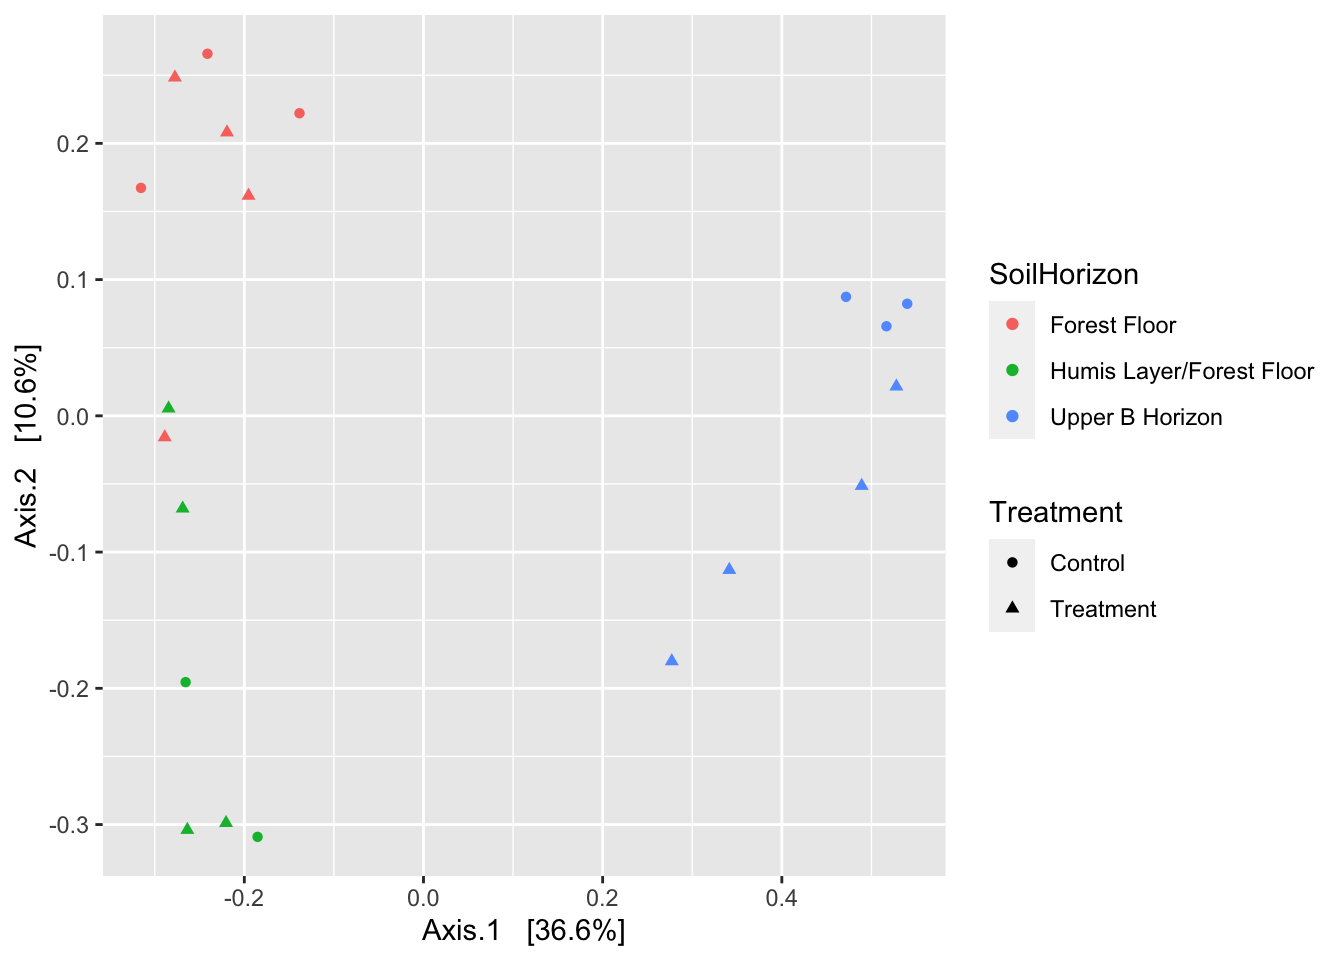 0.2
0.1
0.0
-0.1
-0.2
-0.3
Axis.2 [10.6%]
-0.2 0.0 0.2 0.4
Axis.1 [36.6%]
SoilHorizon
Forest Floor
Humis Layer/Forest Floor
Upper B Horizon
Treatment
Control
Treatment